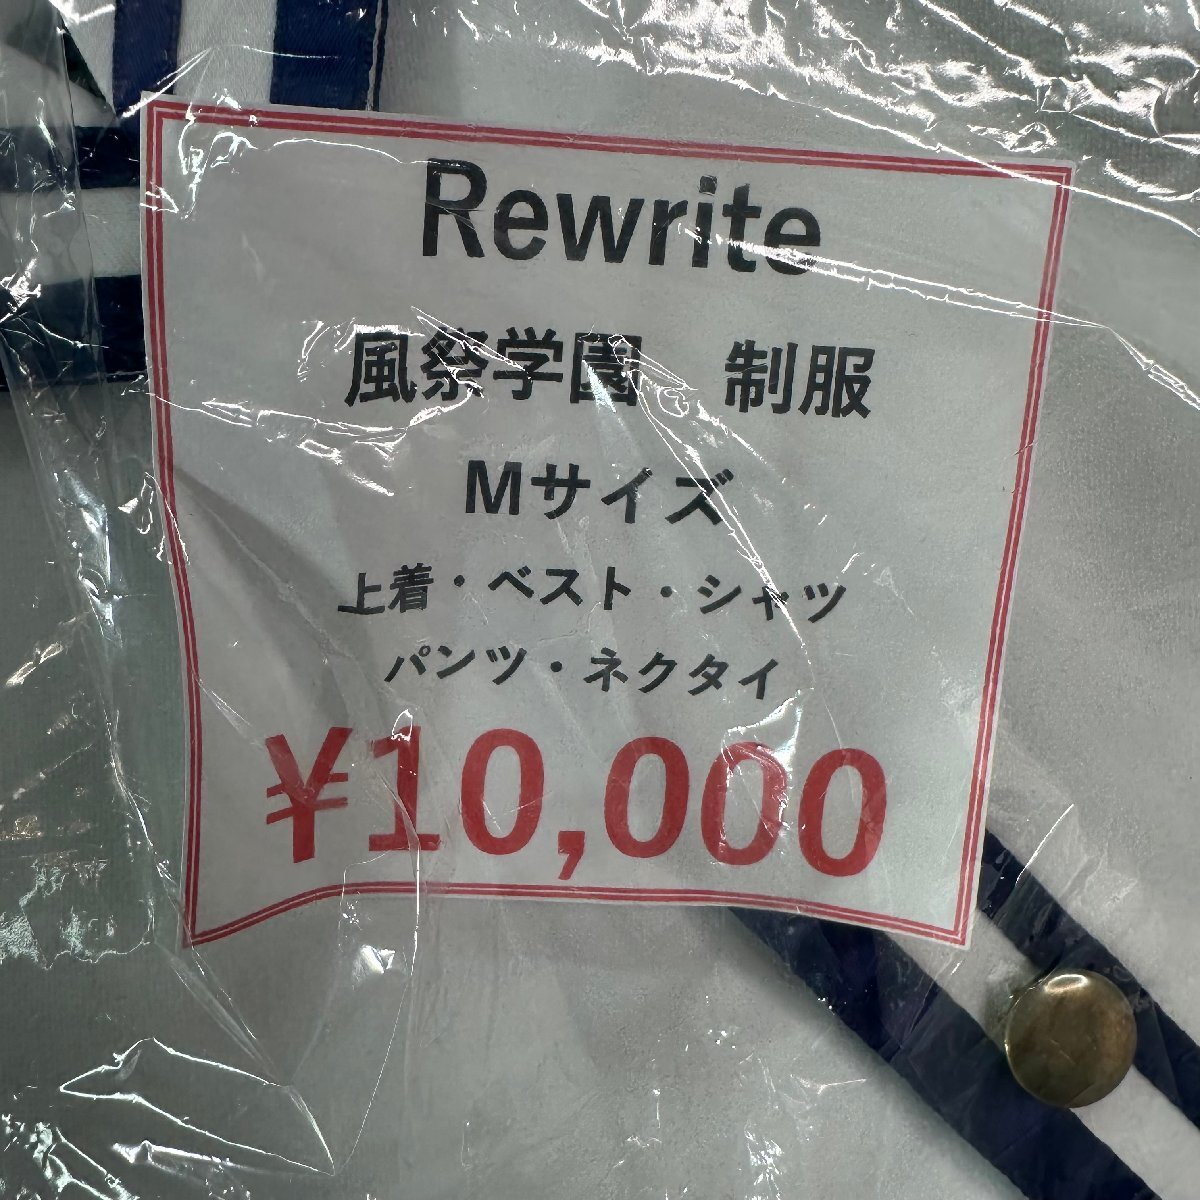 Rewrite
風祭学園　制服
Mサイズ
上着・ベスト・シャツ
パンツ・ネクタイ
¥10,000